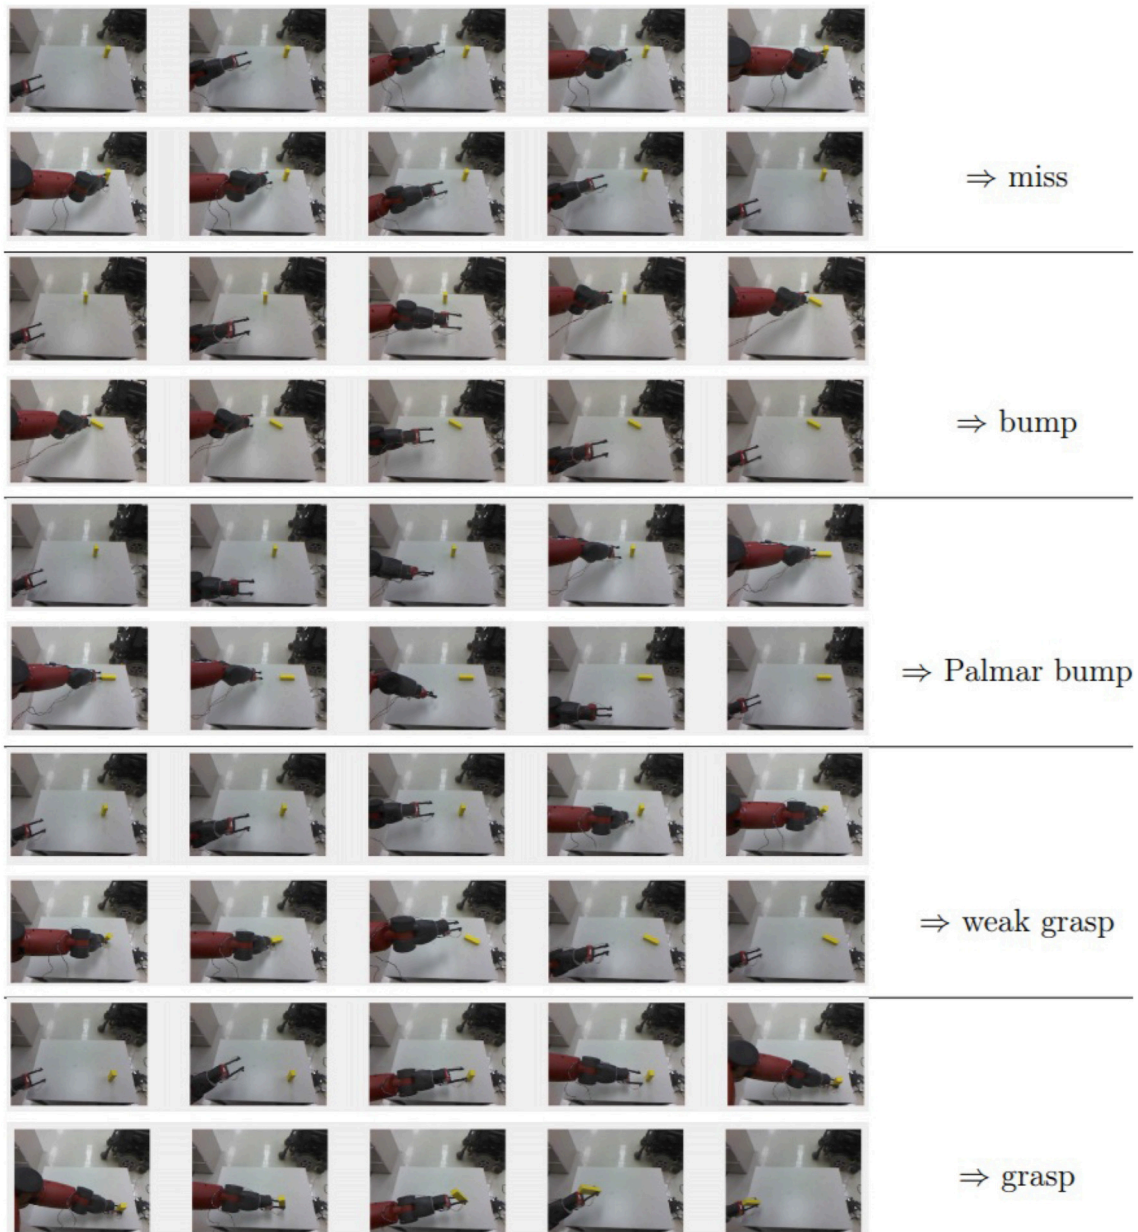 ⇒ miss
⇒ bump
⇒ Palmar bump
⇒ weak grasp
⇒ grasp